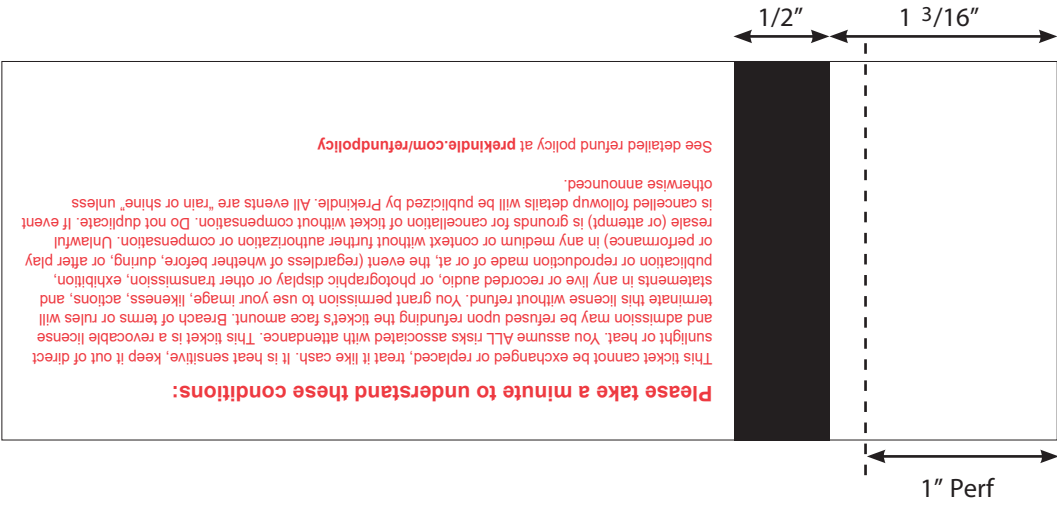 1/2”
1 3/16”
Please take a minute to understand these conditions:
This ticket cannot be exchanged or replaced, treat it like cash. It is heat sensitive, keep it out of direct
sunlight or heat. You assume ALL risks associated with attendance. This ticket is a revocable license
and admission may be refused upon refunding the ticket's face amount. Breach of terms or rules will
terminate this license without refund. You grant permission to use your image, likeness, actions, and
statements in any live or recorded audio, or photographic display or other transmission, exhibition,
publication or reproduction made of or at, the event (regardless of whether before, during, or after play
or performance) in any medium or context without further authorization or compensation. Unlawful
resale (or attempt) is grounds for cancellation of ticket without compensation. Do not duplicate. If event
is cancelled followup details will be publicized by Prekindle. All events are "rain or shine" unless
otherwise announced.
See detailed refund policy at prekindle.com/refundpolicy
1” Perf